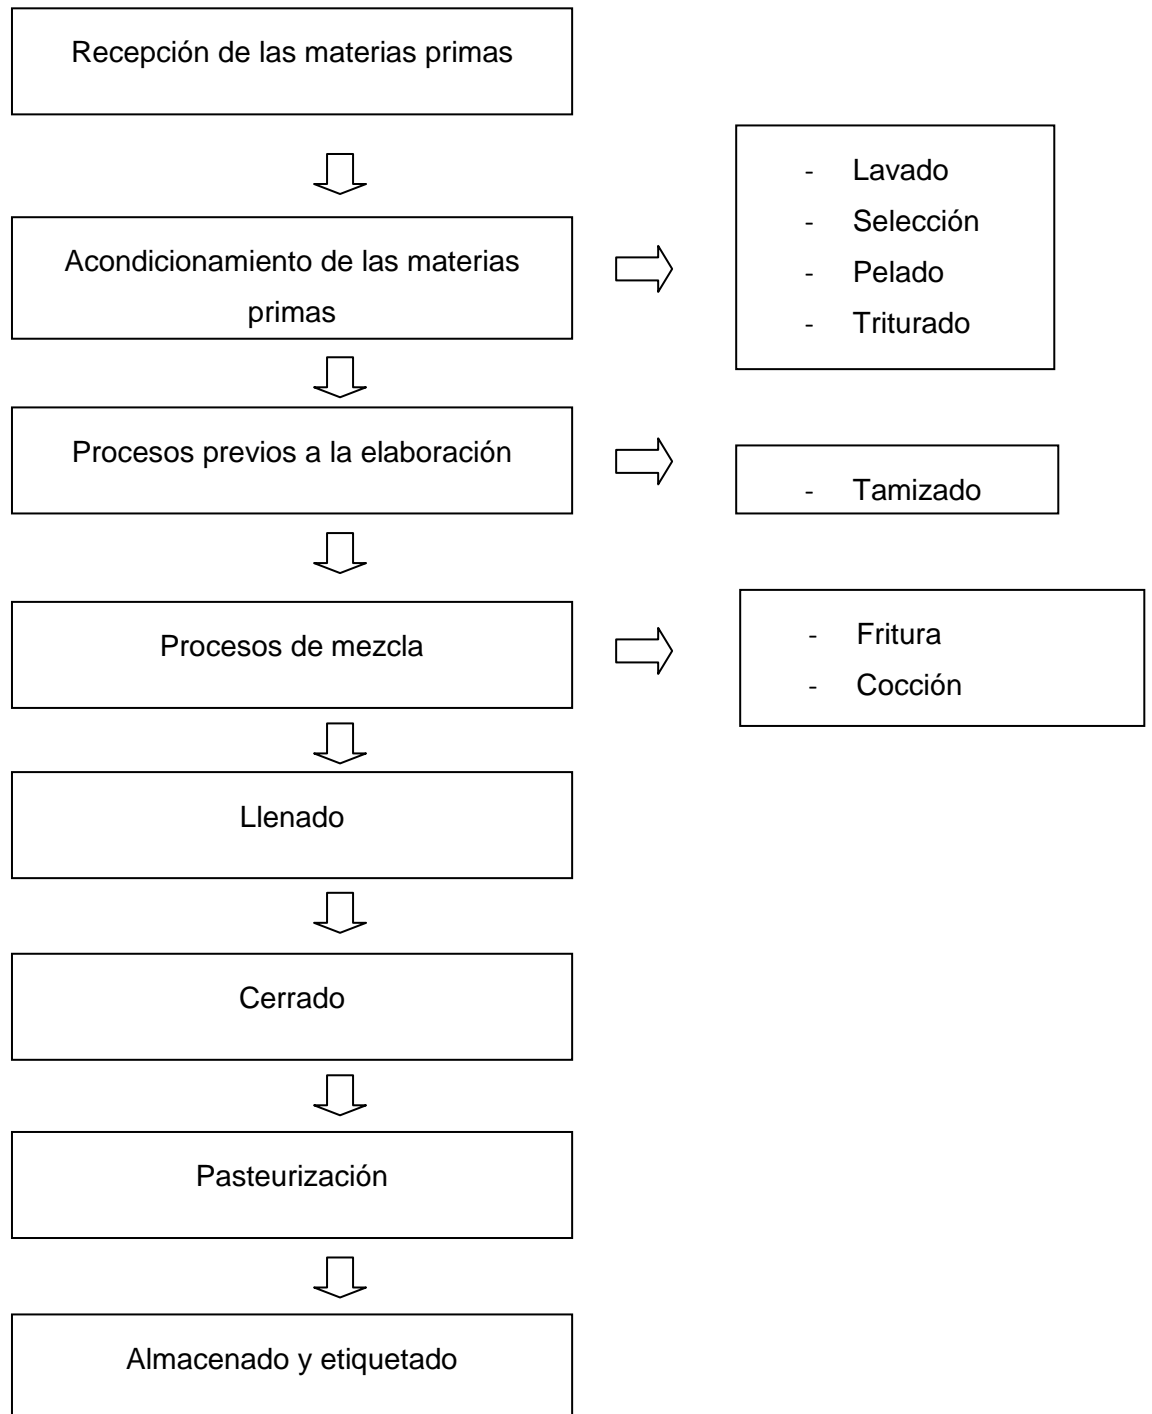 Recepción de las materias primas
- Lavado
- Selección
- Pelado
- Triturado
Acondicionamiento de las materias
primas
Procesos previos a la elaboración
- Tamizado
Procesos de mezcla
- Fritura
- Cocción
Llenado
Cerrado
Pasteurización
Almacenado y etiquetado